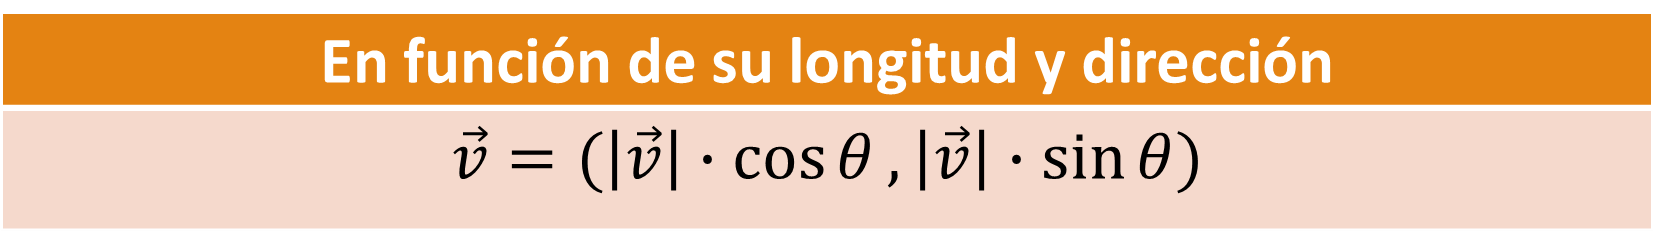 En función de su longitud y dirección
v⃗ = (|v⃗| · cos θ , |v⃗| · sin θ)